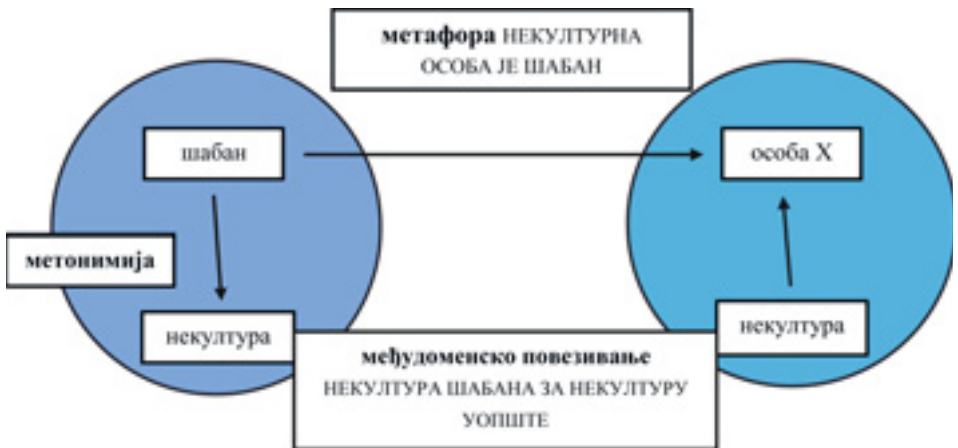 метафора НЕКУЛТУРНА
ОСОБА ЈЕ ШАБАН
шабан
особа X
метонимија
некултура
некултура
међудоменско повезивање
НЕКУЛТУРА ШАБАНА ЗА НЕКУЛТУРУ
УОПШТЕ